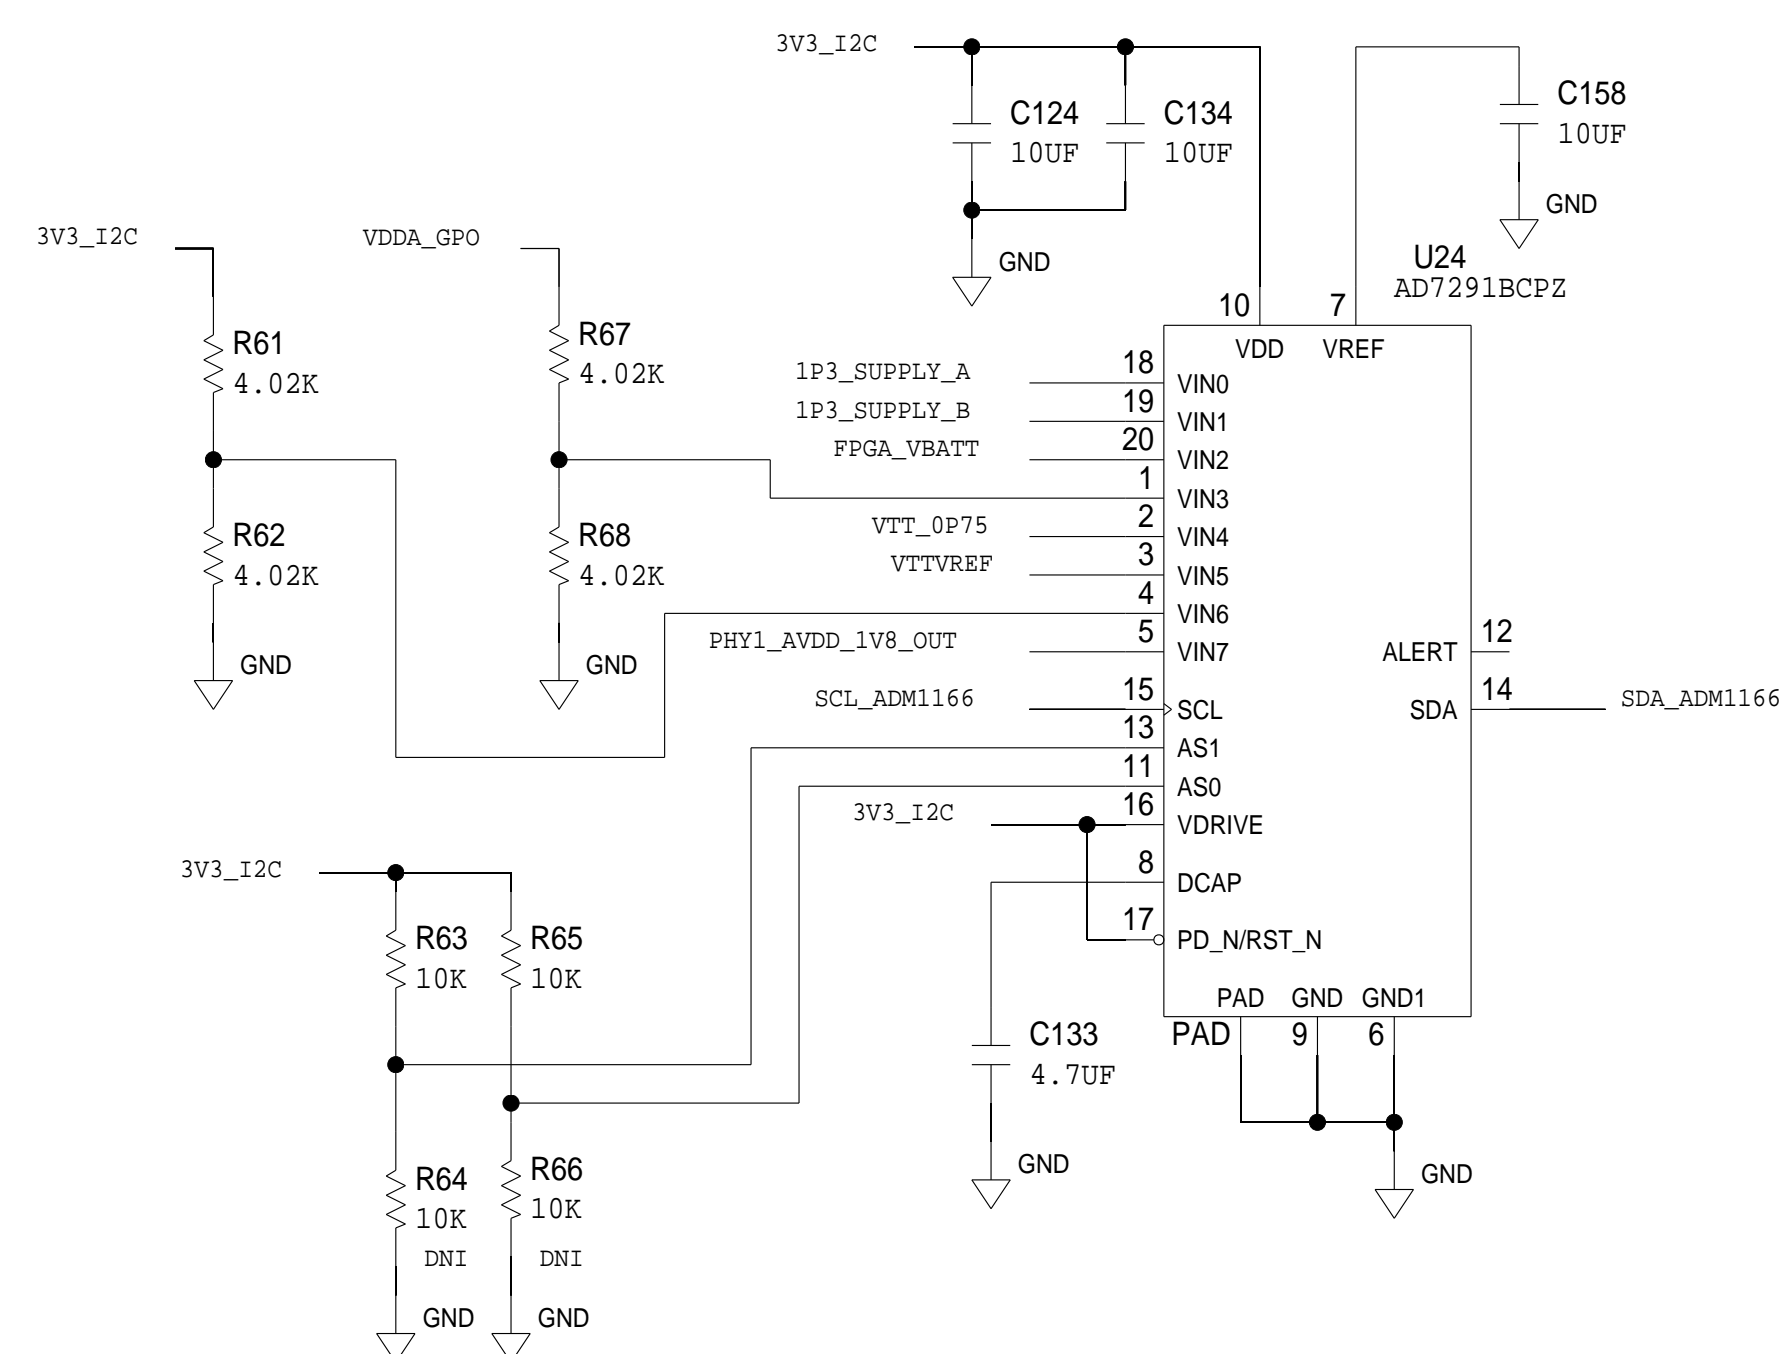 3V3_I2C
C124
10UF
C134
10UF
C158
10UF
GND
GND
3V3_I2C
VDDA_GPO
U24
AD7291BCPZ
10
7
VDD
VREF
R61
4.02K
R67
4.02K
1P3_SUPPLY_A
18
VIN0
1P3_SUPPLY_B
19
VIN1
FPGA_VBATT
20
VIN2
1
VIN3
VTT_0P75
2
VIN4
VTTVREF
3
VIN5
4
VIN6
PHY1_AVDD_1V8_OUT
5
VIN7
R62
4.02K
R68
4.02K
GND
GND
ALERT
12
SCL_ADM1166
15
SCL
SDA
14
SDA_ADM1166
13
AS1
11
AS0
3V3_I2C
16
VDRIVE
8
DCAP
17
PD_N/RST_N
3V3_I2C
R63
10K
R65
10K
PAD
GND
GND1
PAD
9
6
C133
4.7UF
GND
GND
R64
10K
DNI
R66
10K
DNI
GND
GND